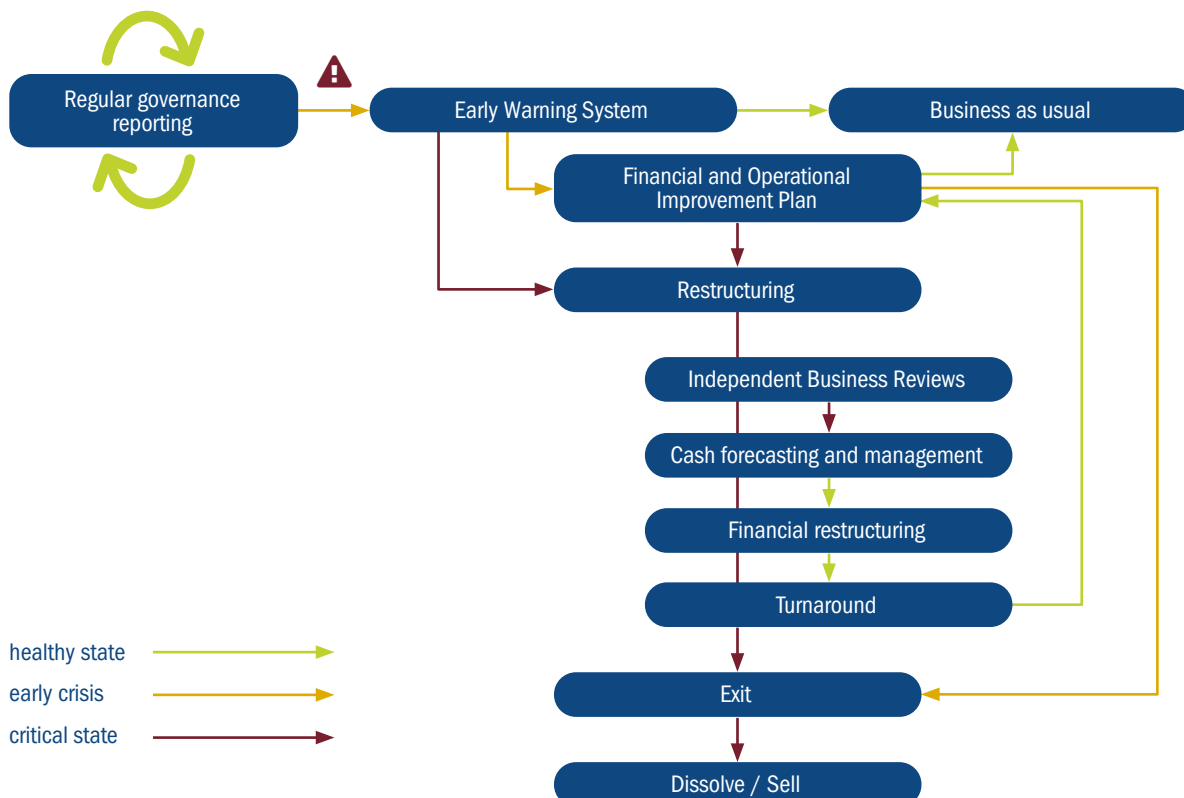 Regular governance
reporting
!
Early Warning System
Business as usual
Financial and Operational
Improvement Plan
Restructuring
Independent Business Reviews
Cash forecasting and management
Financial restructuring
Turnaround
healthy state
early crisis
Exit
critical state
Dissolve / Sell